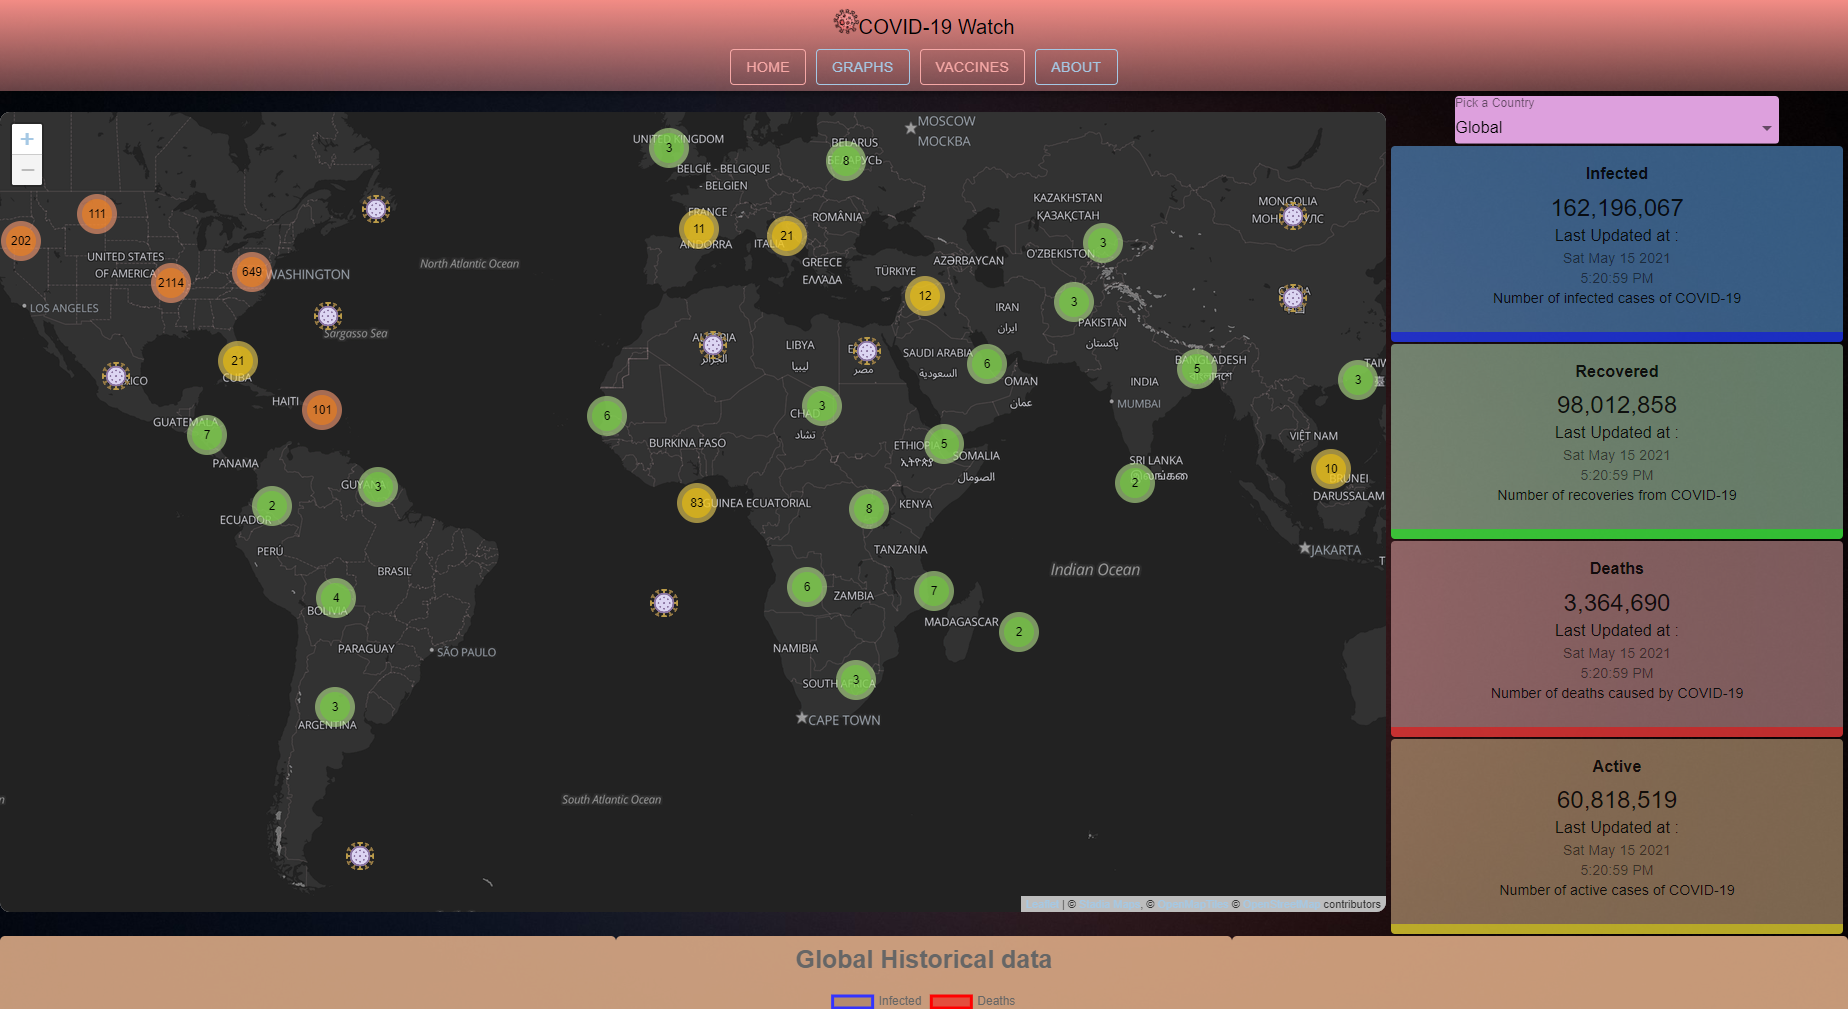 COVID-19 Watch
HOME
GRAPHS
VACCINES
ABOUT
+
−
MOSCOW
МОСКВА
UNITED KINGDOM
3
BELARUS
8
BELGIË - BELGIQUE
- BELGIEN
KAZAKHSTAN
ҚАЗАҚСТАН
MONGOLIA
FRANCE
11
ANDORRA
ROMÂNIA
21
111
202
UNITED STATES
OF AMERICA
2114
649
WASHINGTON
North Atlantic Ocean
GREECE
ΕΛΛΆΔΑ
TÜRKIYE
AZƏRBAYCAN
O'ZBEKISTON
3
12
3
IRAN
ایران
PAKISTAN
پاکستان
LOS ANGELES
Sargasso Sea
LIBYA
ليبيا
الجزائر
مصر
SAUDI ARABIA
السعودية
6
OMAN
عمان
BANGLADESH
5
INDIA
MUMBAI
3
21
CUBA
HAITI
101
GUATEMALA
7
PANAMA
6
CHAD
3
تشاد
BURKINA FASO
ETHIOPIA
5
SOMALIA
الصومال
VIỆT NAM
SRI LANKA
2
10
BRUNEI
DARUSSALAM
GUYANA
3
2
ECUADOR
83
GUINEA ECUATORIAL
8
KENYA
PERÚ
TANZANIA
JAKARTA
BRASIL
Indian Ocean
4
BOLIVIA
6
ZAMBIA
7
MADAGASCAR
2
PARAGUAY
SÃO PAULO
NAMIBIA
SOUTH AFRICA
3
3
ARGENTINA
CAPE TOWN
South Atlantic Ocean
contributors
Pick a Country
Global
Infected
162,196,067
Last Updated at :
Sat May 15 2021
5:20:59 PM
Number of infected cases of COVID-19
Recovered
98,012,858
Last Updated at :
Sat May 15 2021
5:20:59 PM
Number of recoveries from COVID-19
Deaths
3,364,690
Last Updated at :
Sat May 15 2021
5:20:59 PM
Number of deaths caused by COVID-19
Active
60,818,519
Last Updated at :
Sat May 15 2021
5:20:59 PM
Number of active cases of COVID-19
Global Historical data
Infected
Deaths